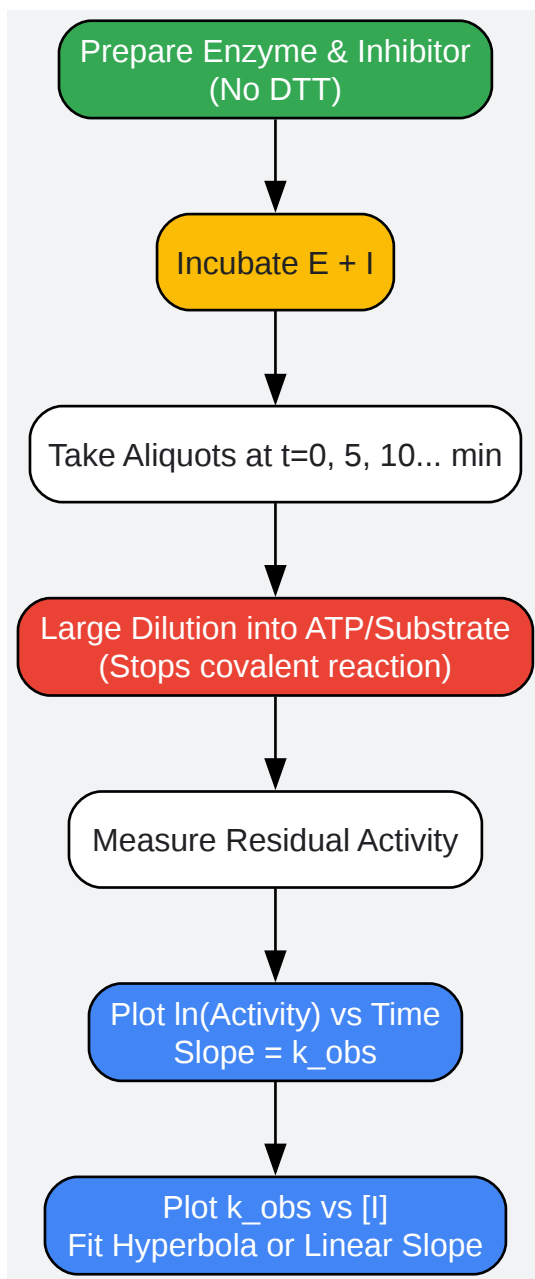 Prepare Enzyme & Inhibitor
(No DTT)
Incubate E + I
Take Aliquots at t=0, 5, 10... min
Large Dilution into ATP/Substrate
(Stops covalent reaction)
Measure Residual Activity
Plot ln(Activity) vs Time
Slope = k_obs
Plot k_obs vs [I]
Fit Hyperbola or Linear Slope